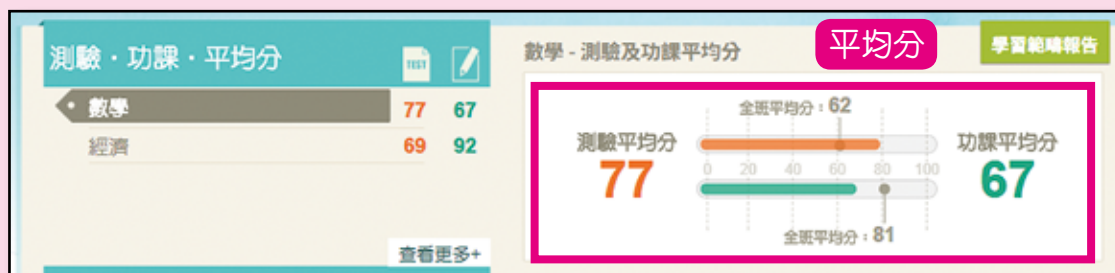 測驗 · 功課 · 平均分
TEST
數學 77 67
經濟 69 92
查看更多+
數學 - 測驗及功課平均分
平均分
學習範疇報告
全班平均分：62
測驗平均分
77
0 20 40 60 80 100
功課平均分
67
全班平均分：81